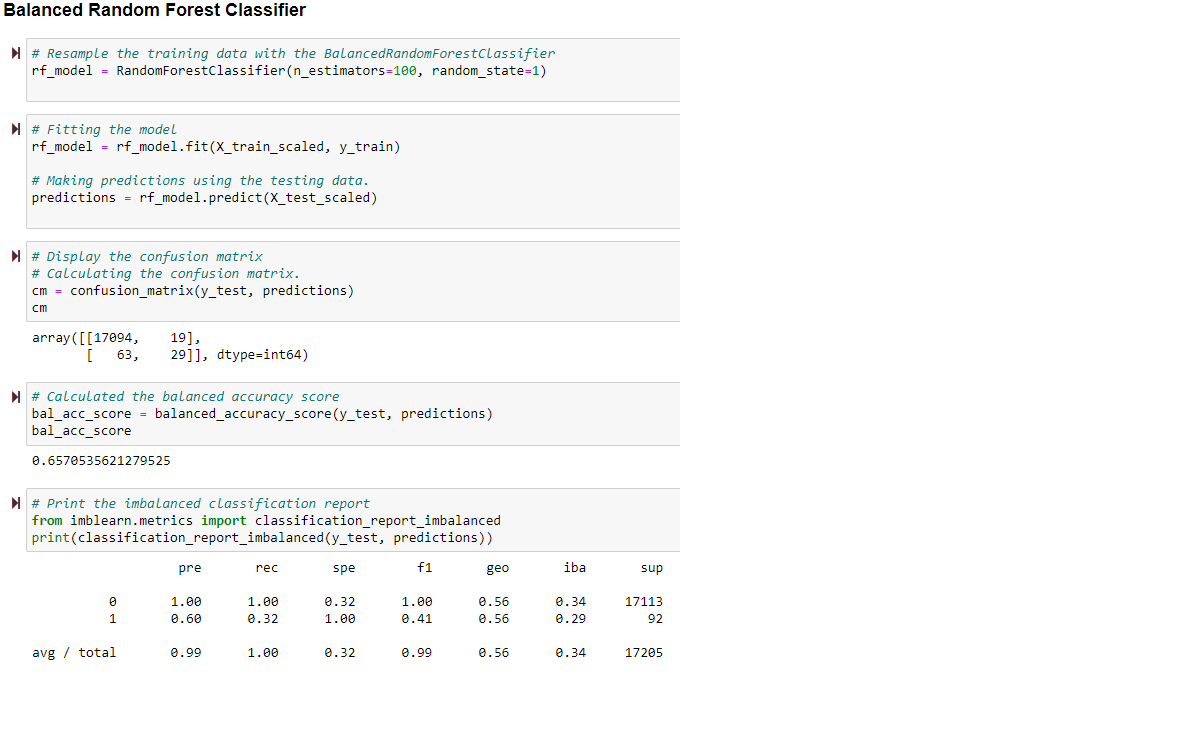 Balanced Random Forest Classifier
# Resample the training data with the BalancedRandomForestClassifier
rf_model = RandomForestClassifier(n_estimators=100, random_state=1)
# Fitting the model
rf_model = rf_model.fit(X_train_scaled, y_train)
# Making predictions using the testing data.
predictions = rf_model.predict(X_test_scaled)
# Display the confusion matrix
# Calculating the confusion matrix.
cm = confusion_matrix(y_test, predictions)
cm
array([[17094,    19],
       [   63,    29]], dtype=int64)
# Calculated the balanced accuracy score
bal_acc_score = balanced_accuracy_score(y_test, predictions)
bal_acc_score
0.6570535621279525
# Print the imbalanced classification report
from imblearn.metrics import classification_report_imbalanced
print(classification_report_imbalanced(y_test, predictions))
pre       rec       spe        f1       geo       iba       sup
0       1.00      1.00      0.32      1.00      0.56      0.34     17113
1       0.60      0.32      1.00      0.41      0.56      0.29        92
avg / total       0.99      1.00      0.32      0.99      0.56      0.34     17205